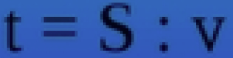 t = S : v